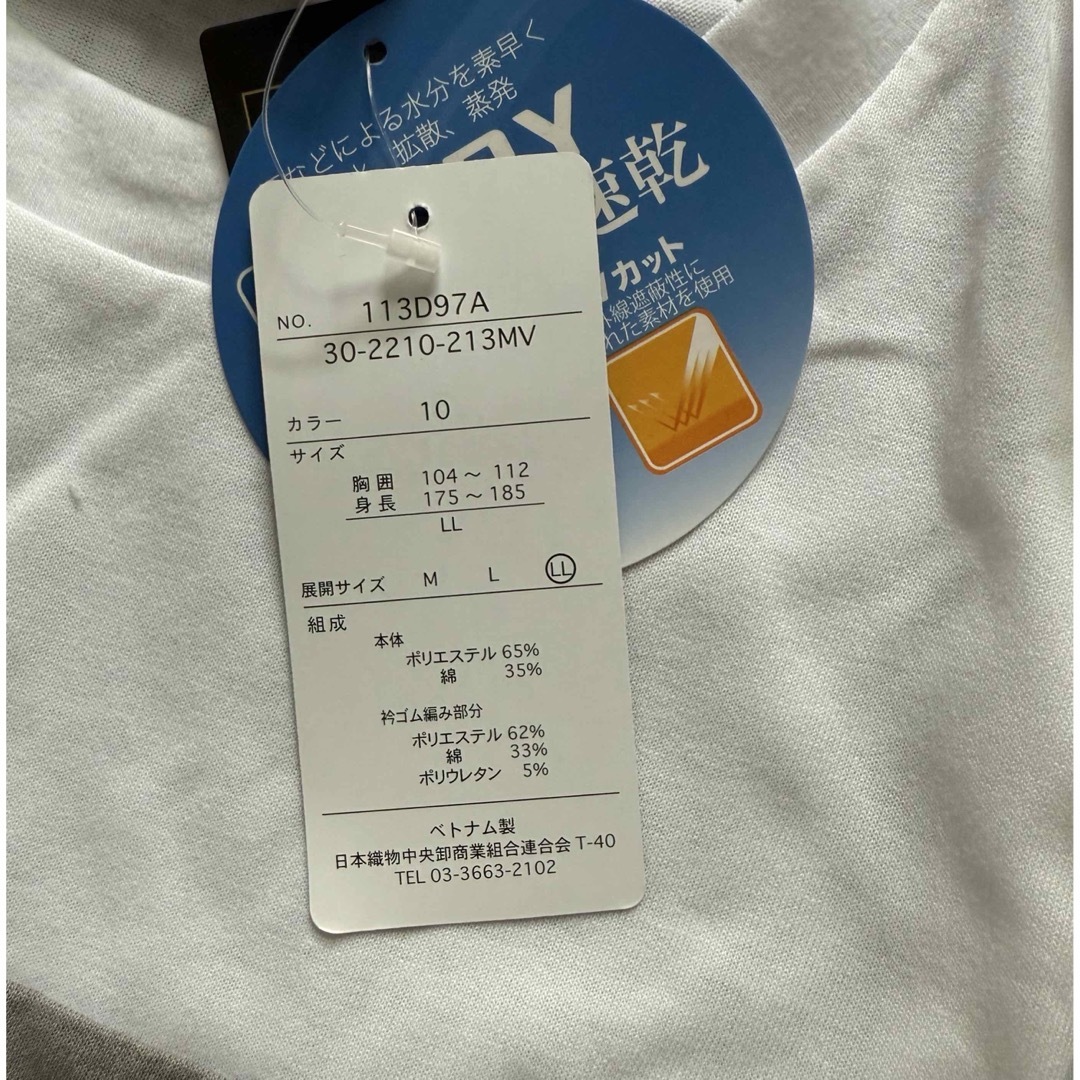 などによる水分を素早く
拡散、蒸発
速乾
カット
線遮蔽性に
れた素材を使用
NO. 113D97A
30-2210-213MV
カラー 10
サイズ
胸囲 104～112
身長 175～185
LL
展開サイズ M L LL
組成
本体
ポリエステル 65%
綿 35%
衿ゴム編み部分
ポリエステル 62%
綿 33%
ポリウレタン 5%
ベトナム製
日本織物中央卸商業組合連合会 T-40
TEL 03-3663-2102